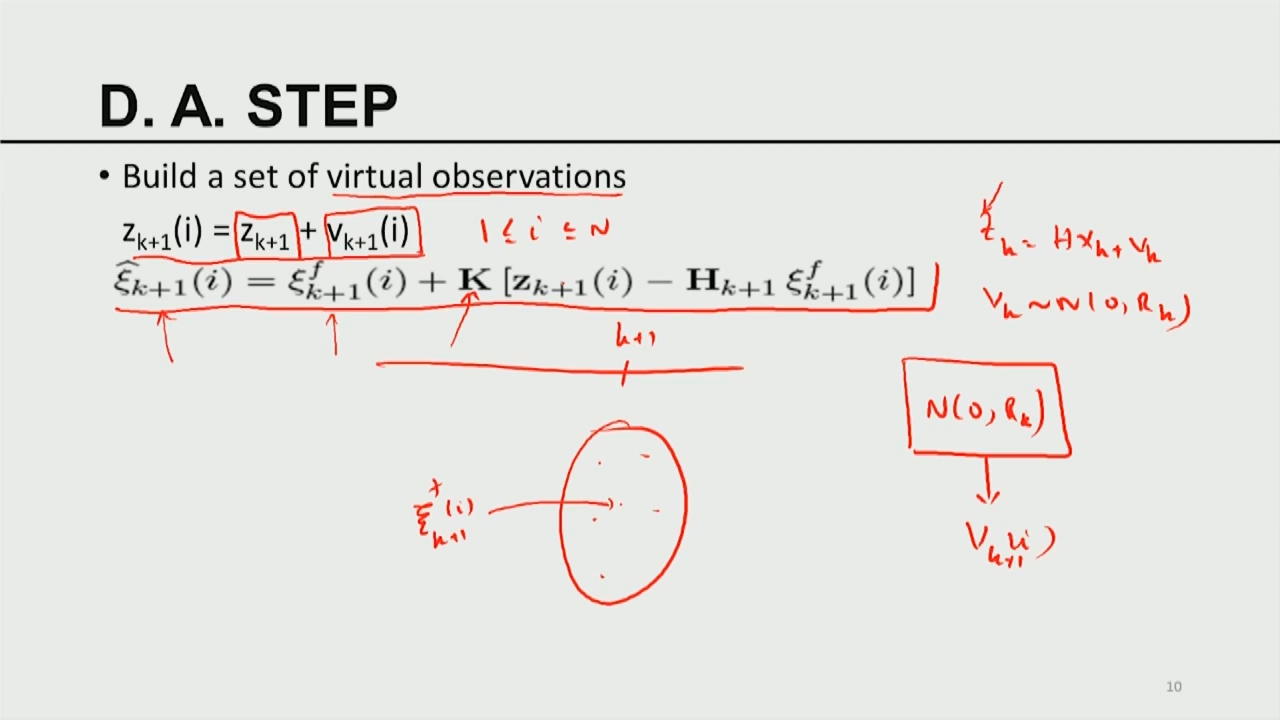 D. A. STEP
• Build a set of virtual observations
z_{k+1}(i) = z_{k+1} + v_{k+1}(i) 1 ≤ i ≤ N
\hat{ξ}_{k+1}(i) = ξ^f_{k+1}(i) + K [z_{k+1}(i) − H_{k+1} ξ^f_{k+1}(i)]
z_k = Hx_k + V_k
V_k ~ N(0, R_k)
k+1
N(0, R_k)
ξ^f_{k+1}(i)
V_{k+1}(i)
10